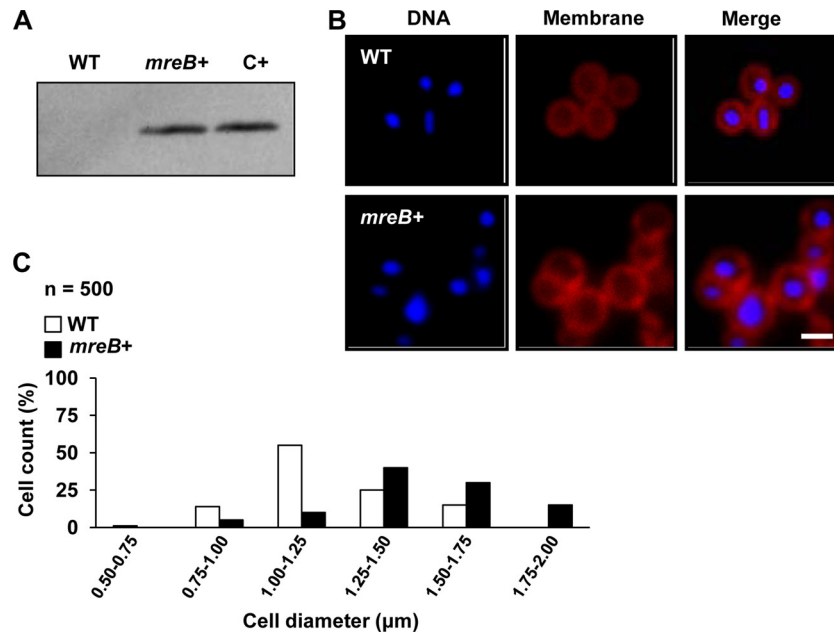 A
WT mreB+ C+
B
DNA Membrane Merge
WT
mreB+
C
n = 500
WT
mreB+
100
75
50
25
0
Cell count (%)
0.50-0.75 0.75-1.00 1.00-1.25 1.25-1.50 1.50-1.75 1.75-2.00
Cell diameter (µm)